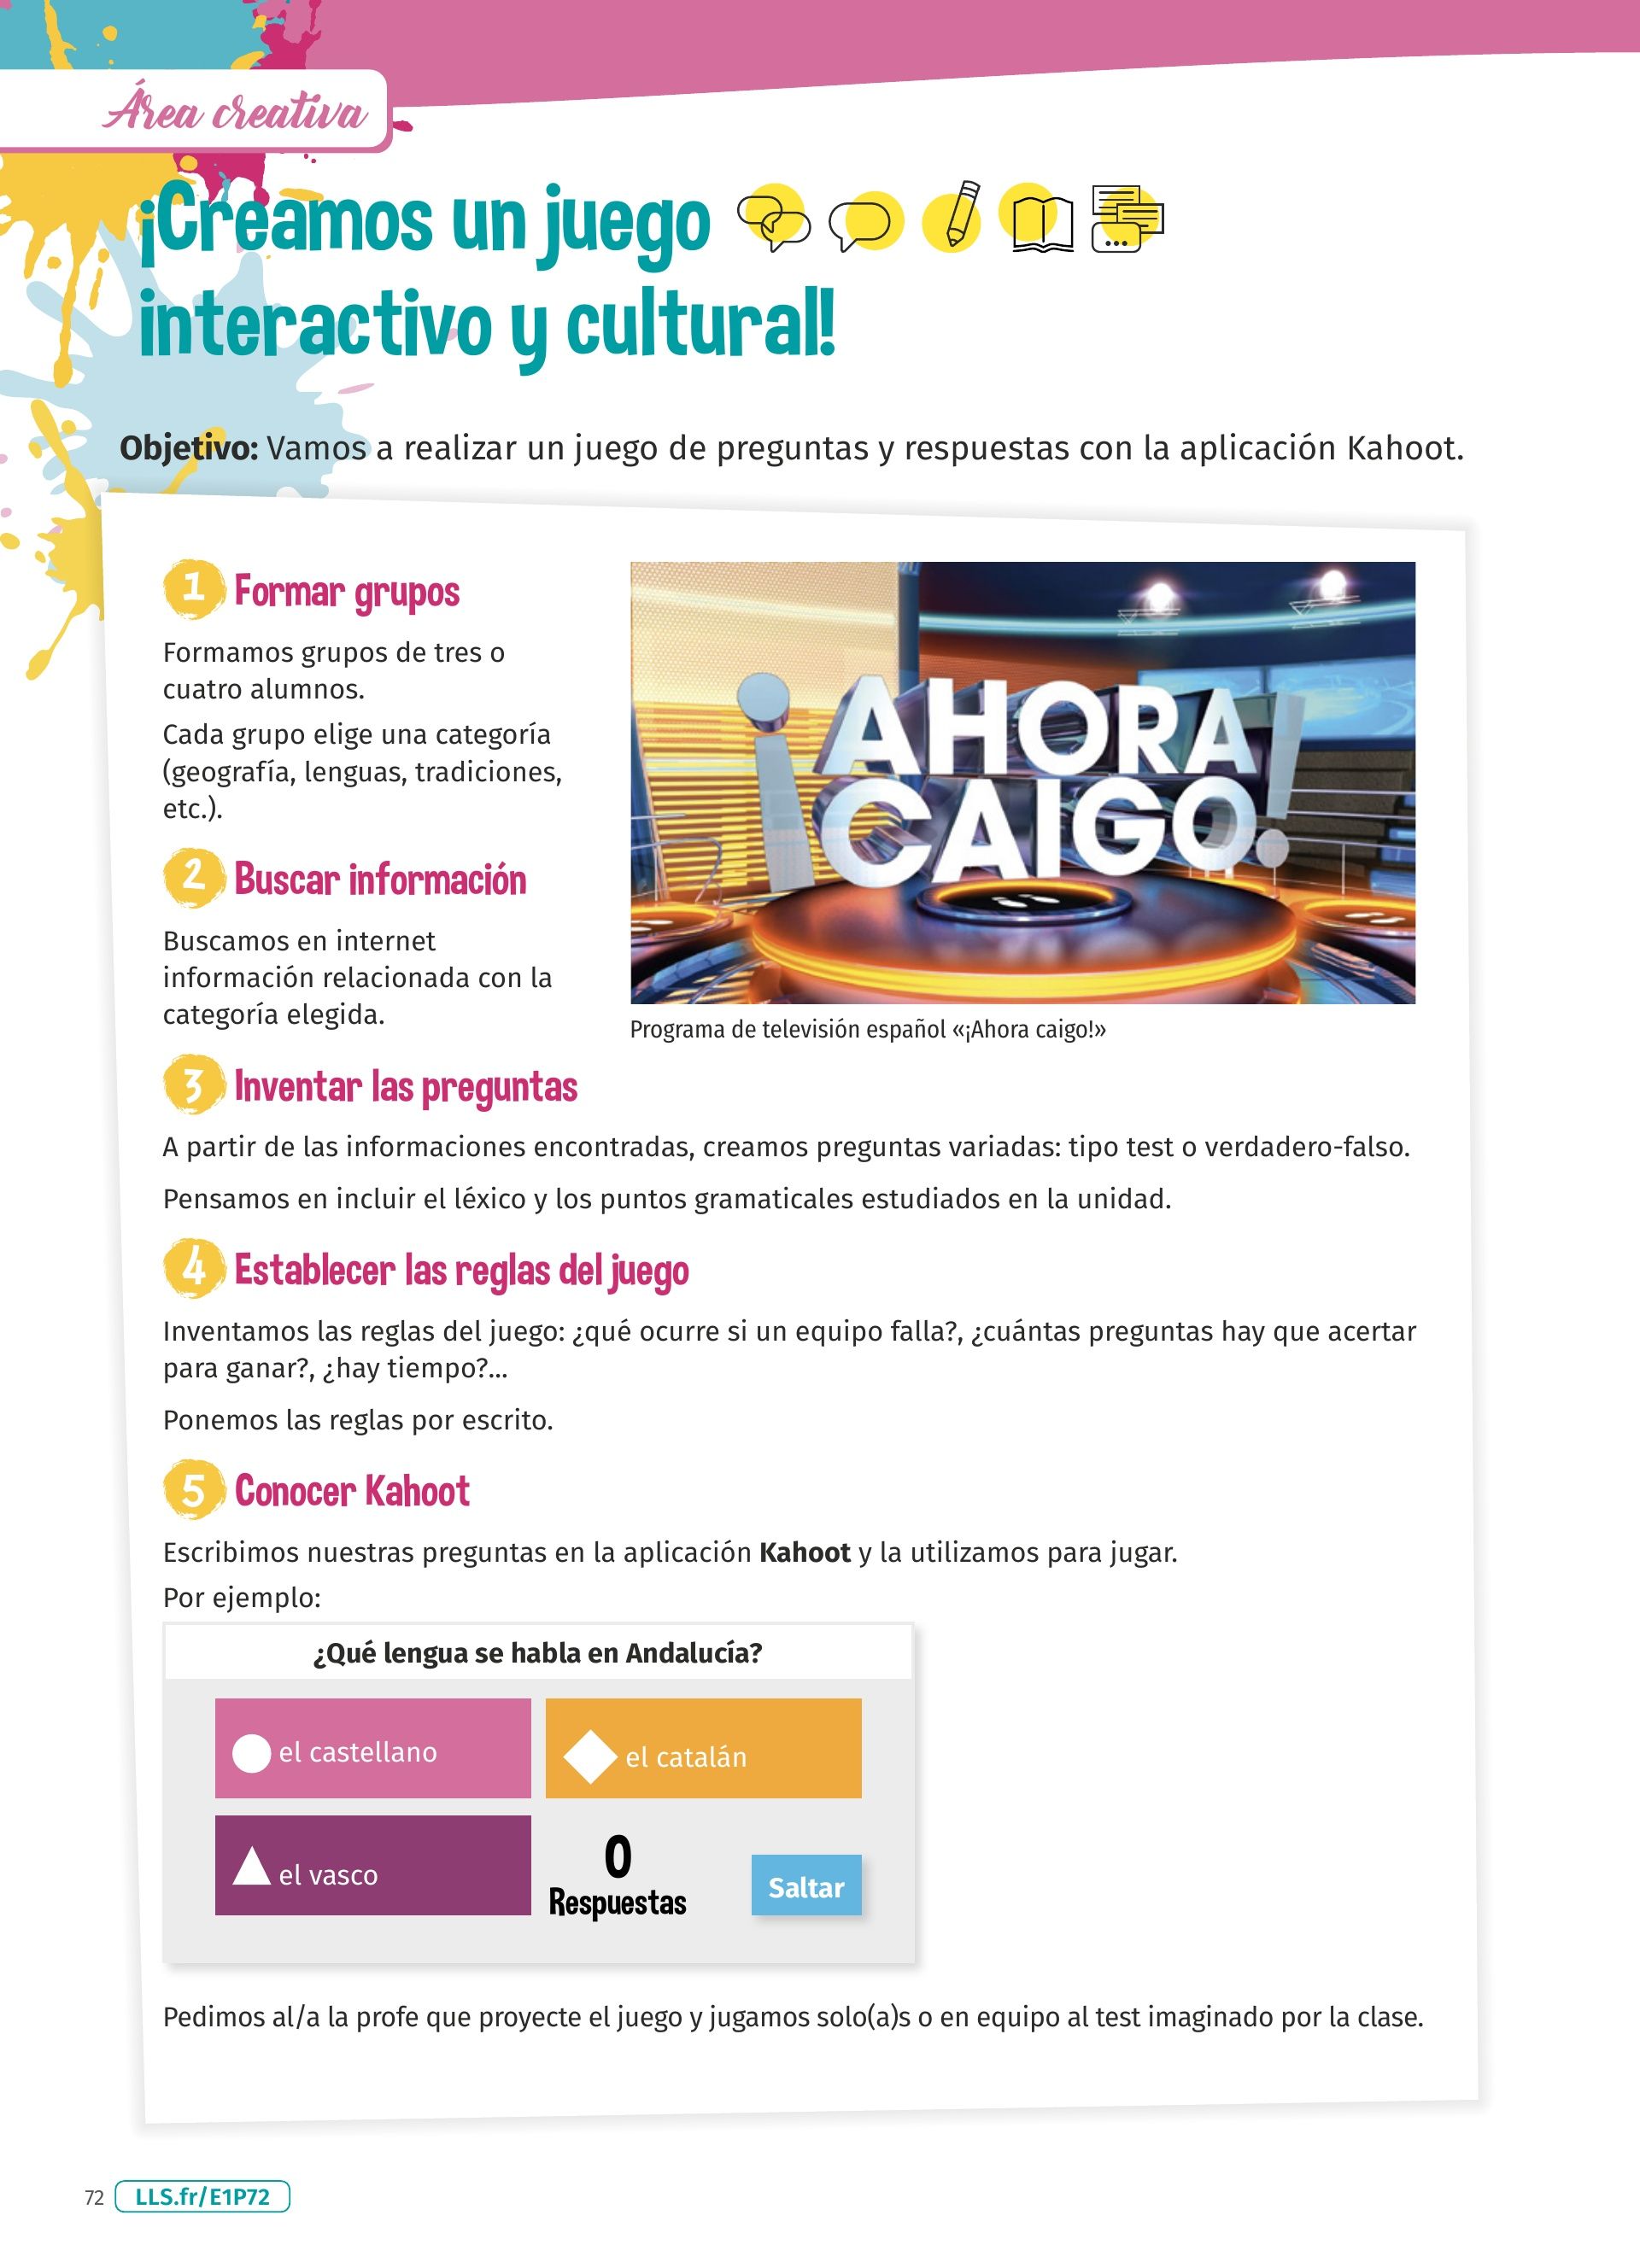 Área creativa
¡Creamos un juego
interactivo y cultural!
Objetivo: Vamos a realizar un juego de preguntas y respuestas con la aplicación Kahoot.
1 Formar grupos
Formamos grupos de tres o
cuatro alumnos.
Cada grupo elige una categoría
(geografía, lenguas, tradiciones,
etc.).
2 Buscar información
Buscamos en internet
información relacionada con la
categoría elegida.
¡AHORA
CAIGO!
Programa de televisión español «¡Ahora caigo!»
3 Inventar las preguntas
A partir de las informaciones encontradas, creamos preguntas variadas: tipo test o verdadero-falso.
Pensamos en incluir el léxico y los puntos gramaticales estudiados en la unidad.
4 Establecer las reglas del juego
Inventamos las reglas del juego: ¿qué ocurre si un equipo falla?, ¿cuántas preguntas hay que acertar
para ganar?, ¿hay tiempo?...
Ponemos las reglas por escrito.
5 Conocer Kahoot
Escribimos nuestras preguntas en la aplicación Kahoot y la utilizamos para jugar.
Por ejemplo:
¿Qué lengua se habla en Andalucía?
el castellano
el catalán
el vasco
0
Respuestas
Saltar
Pedimos al/a la profe que proyecte el juego y jugamos solo(a)s o en equipo al test imaginado por la clase.
72 LLS.fr/E1P72